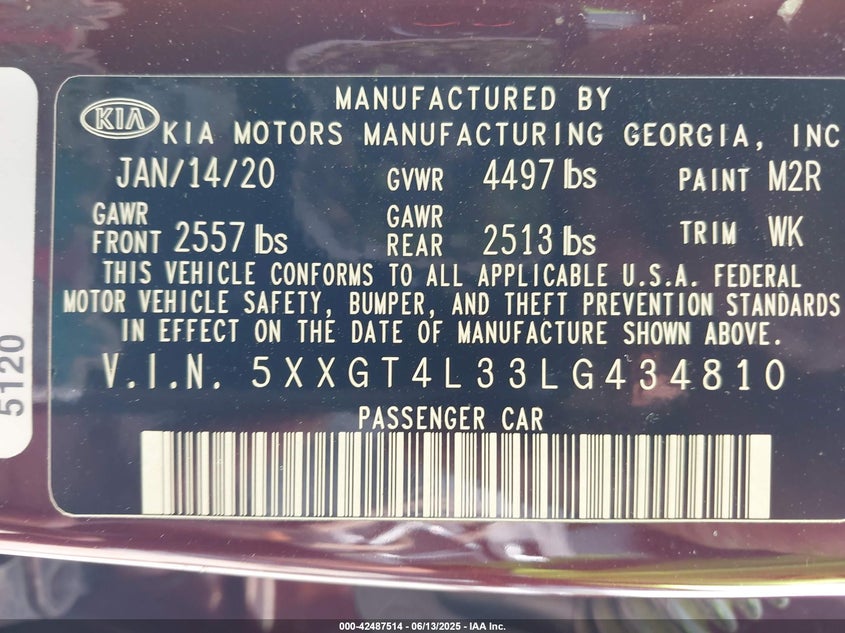 MANUFACTURED BY
KIA KIA MOTORS MANUFACTURING GEORGIA, INC
JAN/14/20 GVWR 4497 lbs PAINT M2R
GAWR FRONT 2557 lbs GAWR REAR 2513 lbs TRIM WK
THIS VEHICLE CONFORMS TO ALL APPLICABLE U.S.A. FEDERAL
MOTOR VEHICLE SAFETY, BUMPER, AND THEFT PREVENTION STANDARDS
IN EFFECT ON THE DATE OF MANUFACTURE SHOWN ABOVE.
V.I.N. 5XXGT4L33LG434810
PASSENGER CAR
5120
000-42487514 - 06/13/2025 - IAA Inc.